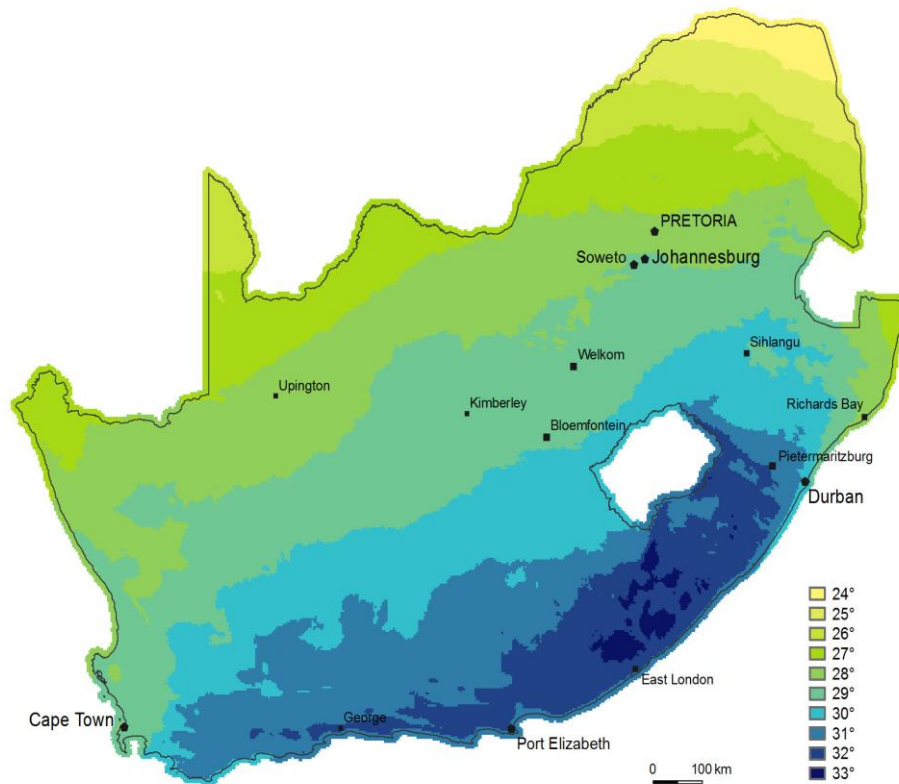 PRETORIA
Soweto
Johannesburg
Sihlangu
Welkom
Upington
Kimberley
Richards Bay
Bloemfontein
Pietermaritzburg
Durban
24°
25°
26°
27°
28°
29°
30°
31°
32°
33°
East London
Cape Town
George
Port Elizabeth
0 100 km